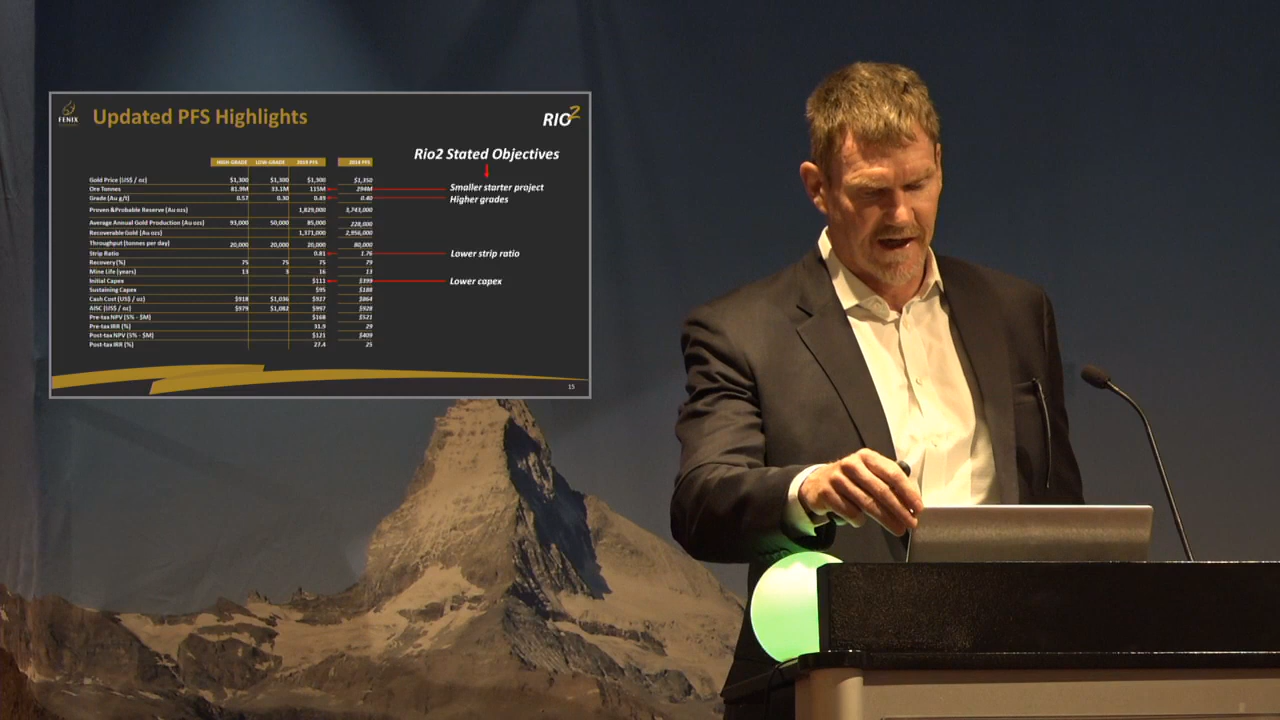 FENIX
Updated PFS Highlights
RIO2
Rio2 Stated Objectives
HIGH-GRADE LOW-GRADE 2019 PFS 2014 PFS
Gold Price (US$ / oz) $1,300 $1,300 $1,300 $1,350
Ore Tonnes 81.9M 33.1M 115M 294M Smaller starter project
Grade (Au g/t) 0.57 0.30 0.49 0.40 Higher grades
Proven &Probable Reserve (Au ozs) 1,829,000 3,743,000
Average Annual Gold Production (Au ozs) 93,000 50,000 85,000 228,000
Recoverable Gold (Au ozs) 1,371,000 2,956,000
Throughput (tonnes per day) 20,000 20,000 20,000 80,000
Strip Ratio 0.81 1.76 Lower strip ratio
Recovery (%) 75 75 75 79
Mine Life (years) 13 3 16 13
Initial Capex $111 $399 Lower capex
Sustaining Capex $95 $188
Cash Cost (US$ / oz) $918 $1,036 $927 $864
AISC (US$ / oz) $979 $1,082 $997 $928
Pre-tax NPV (5% - $M) $168 $521
Pre-tax IRR (%) 31.9 29
Post-tax NPV (5% - $M) $121 $409
Post-tax IRR (%) 27.4 25
15